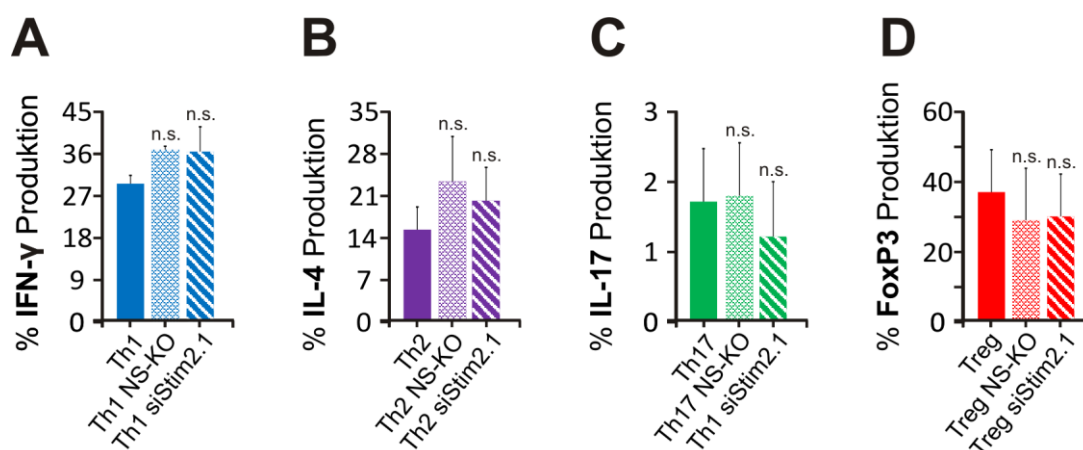 A
% IFN-γ Produktion
45
36
27
18
9
0
n.s.
n.s.
Th1
Th1 NS-KO
Th1 siStim2.1
B
% IL-4 Produktion
35
28
21
14
7
0
n.s.
n.s.
Th2
Th2 NS-KO
Th2 siStim2.1
C
% IL-17 Produktion
3
2
1
0
n.s.
n.s.
Th17
Th17 NS-KO
Th1 siStim2.1
D
% FoxP3 Produktion
60
40
20
0
n.s.
n.s.
Treg
Treg NS-KO
Treg siStim2.1